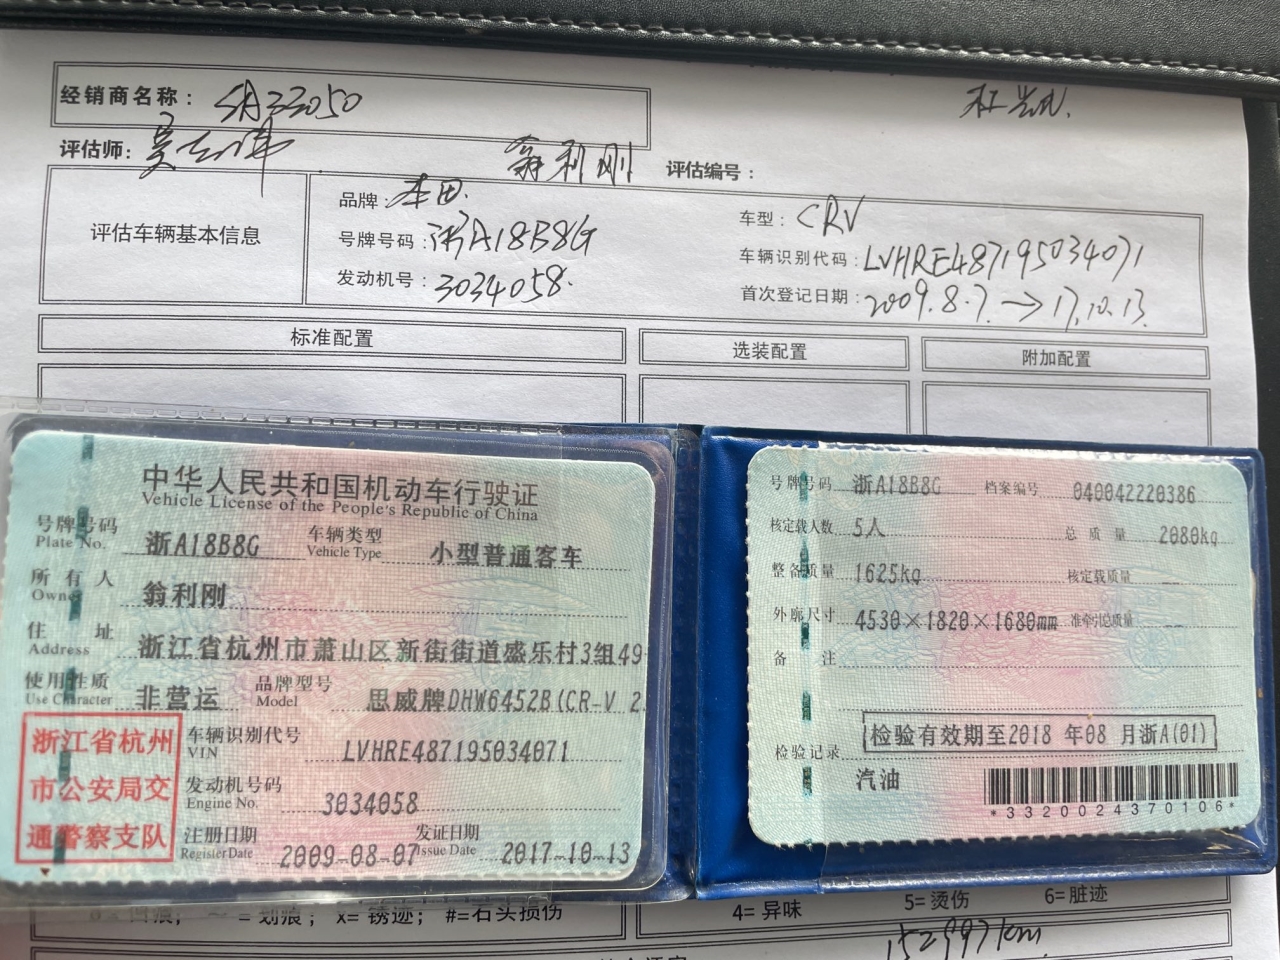 经销商名称： SA33050
杜
评估师： 吴 翁利刚 评估编号：
评估车辆基本信息
品牌：本田. 车型：CRV
号牌号码：浙A18B8G 车辆识别代码：LVHRE487195034071
发动机号：3034058. 首次登记日期：2009.8.7.→17.10.13.
标准配置 选装配置 附加配置
中华人民共和国机动车行驶证
Vehicle License of the People's Republic of China
号牌号码 浙A18B8G 车辆类型 小型普通客车
Plate No. Vehicle Type
所有人 翁利刚
Owner
住址 浙江省杭州市萧山区新街街道盛乐村3组49
Address
使用性质 非营运 品牌型号 思威牌DHW6452B(CR-V 2.
Use Character Model
浙江省杭州
市公安局交
通警察支队
车辆识别代号 LVHRE487195034071
VIN
发动机号码 3034058
Engine No.
注册日期 2009-08-07 发证日期 2017-10-13
Register Date Issue Date
号牌号码 浙A18B8G 档案编号 040042220386
核定载人数 5人 总质量 2080kg
整备质量 1625kg 核定载质量 --
外廓尺寸 4530×1820×1680mm 准牵引总质量 --
备注
检验有效期至2018 年08 月浙A(01)
检验记录
汽油
*3320024370106*
= 划痕； x= 锈迹； #=石头损伤
4= 异味 5= 烫伤 6= 脏迹
152997km